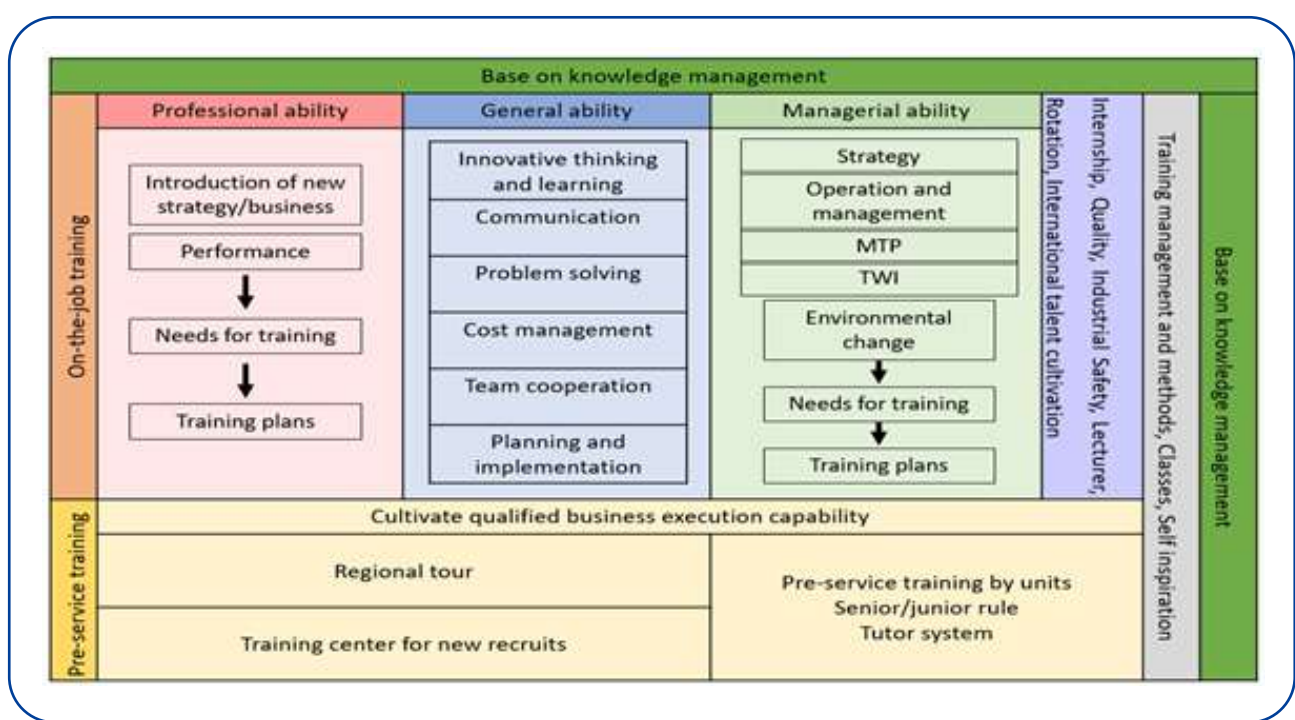 Base on knowledge management
Professional ability
General ability
Managerial ability
On-the-job training
Introduction of new
strategy/business
Performance
Needs for training
Training plans
Innovative thinking
and learning
Communication
Problem solving
Cost management
Team cooperation
Planning and
implementation
Strategy
Operation and
management
MTP
TWI
Environmental
change
Needs for training
Training plans
Internship, Quality, Industrial Safety, Lecturer,
Rotation, International talent cultivation
Training management and methods, Classes, Self inspiration
Base on knowledge management
Pre-service training
Cultivate qualified business execution capability
Regional tour
Training center for new recruits
Pre-service training by units
Senior/junior rule
Tutor system